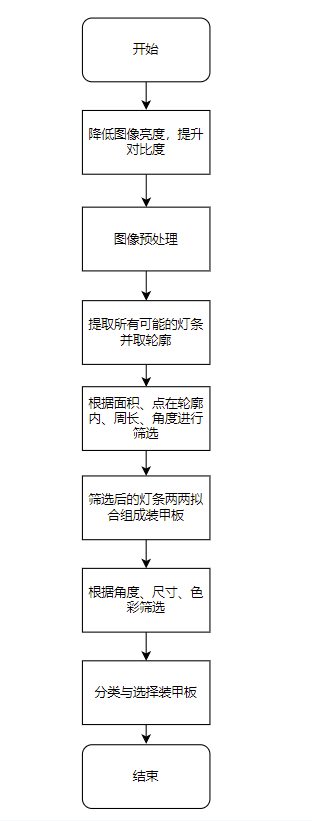 开始
降低图像亮度，提升
对比度
图像预处理
提取所有可能的灯条
并取轮廓
根据面积、点在轮廓
内、周长、角度进行
筛选
筛选后的灯条两两拟
合组成装甲板
根据角度、尺寸、色
彩筛选
分类与选择装甲板
结束